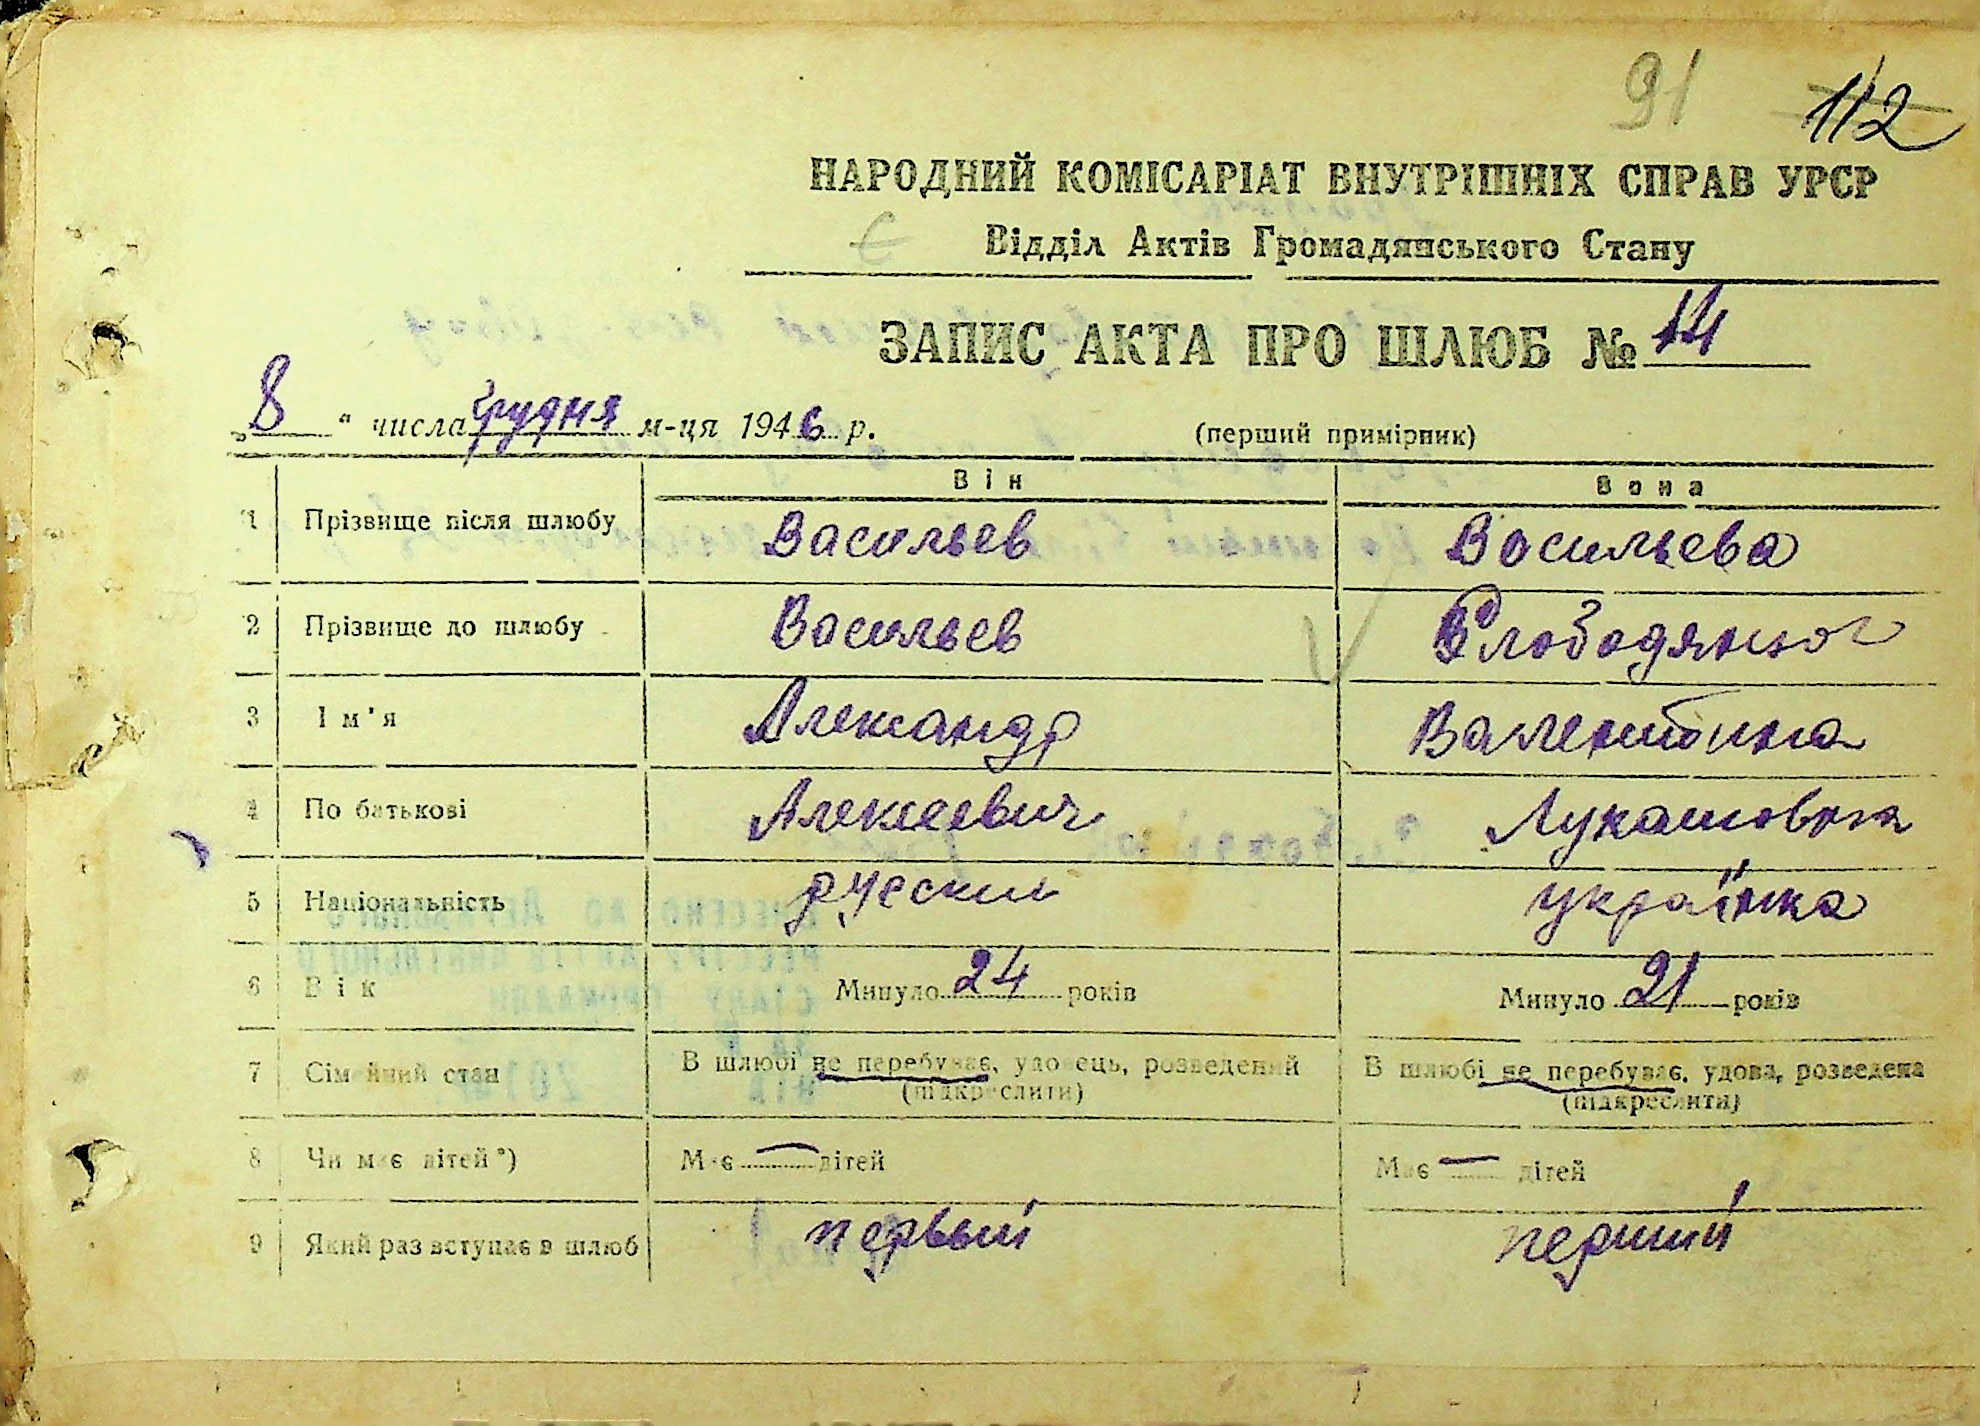 91 112
НАРОДНИЙ КОМІСАРІАТ ВНУТРІШНІХ СПРАВ УРСР
Є Відділ Актів Громадянського Стану
ЗАПИС АКТА ПРО ШЛЮБ № 14
„8“ числа грудня м-ця 1946 р. (перший примірник)
Він Вона
1 Прізвище після шлюбу Васильев Васильева
2 Прізвище до шлюбу Васильев Слободяньог
3 Ім'я Александр Валентина
4 По батькові Алексеевич Лукашовна
5 Національність русский українка
6 Вік Минуло 24 років Минуло 21 років
7 Сімейний стан В шлюбі не перебуває, удовець, розведений В шлюбі не перебуває, удова, розведена
(підкреслити) (підкреслити)
8 Чи має дітей*) Має — дітей Має — дітей
9 Який раз вступає в шлюб первый перший